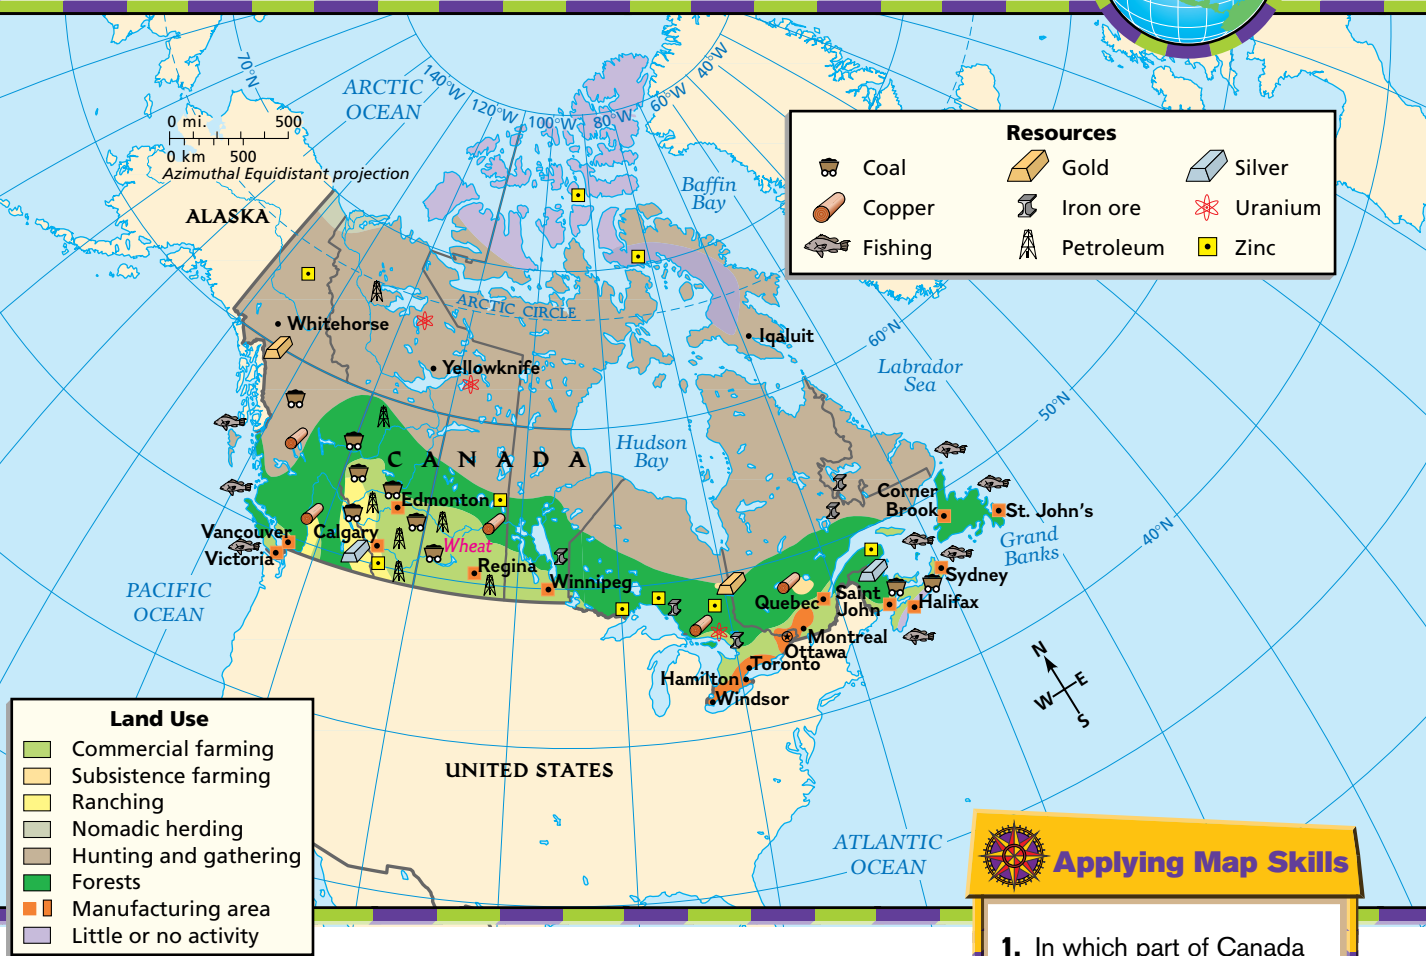 70°N
140°W
120°W
100°W
80°W
60°W
40°W
ARCTIC
OCEAN
0 mi.
500
0 km
500
Azimuthal Equidistant projection
ALASKA
Baffin
Bay
Resources
Coal
Gold
Silver
Copper
Iron ore
Uranium
Fishing
Petroleum
Zinc
ARCTIC CIRCLE
Whitehorse
Iqaluit
60°N
Yellowknife
Labrador
Sea
50°N
Hudson
Bay
CANADA
Corner
Brook
Edmonton
St. John's
40°N
Grand
Banks
Vancouver
Calgary
Victoria
Wheat
Regina
Winnipeg
Sydney
PACIFIC
OCEAN
Quebec
Saint
John
Halifax
Montreal
Ottawa
Toronto
Hamilton
Windsor
N
E
W
S
UNITED STATES
ATLANTIC
OCEAN
Land Use
Commercial farming
Subsistence farming
Ranching
Nomadic herding
Hunting and gathering
Forests
Manufacturing area
Little or no activity
Applying Map Skills
1. In which part of Canada